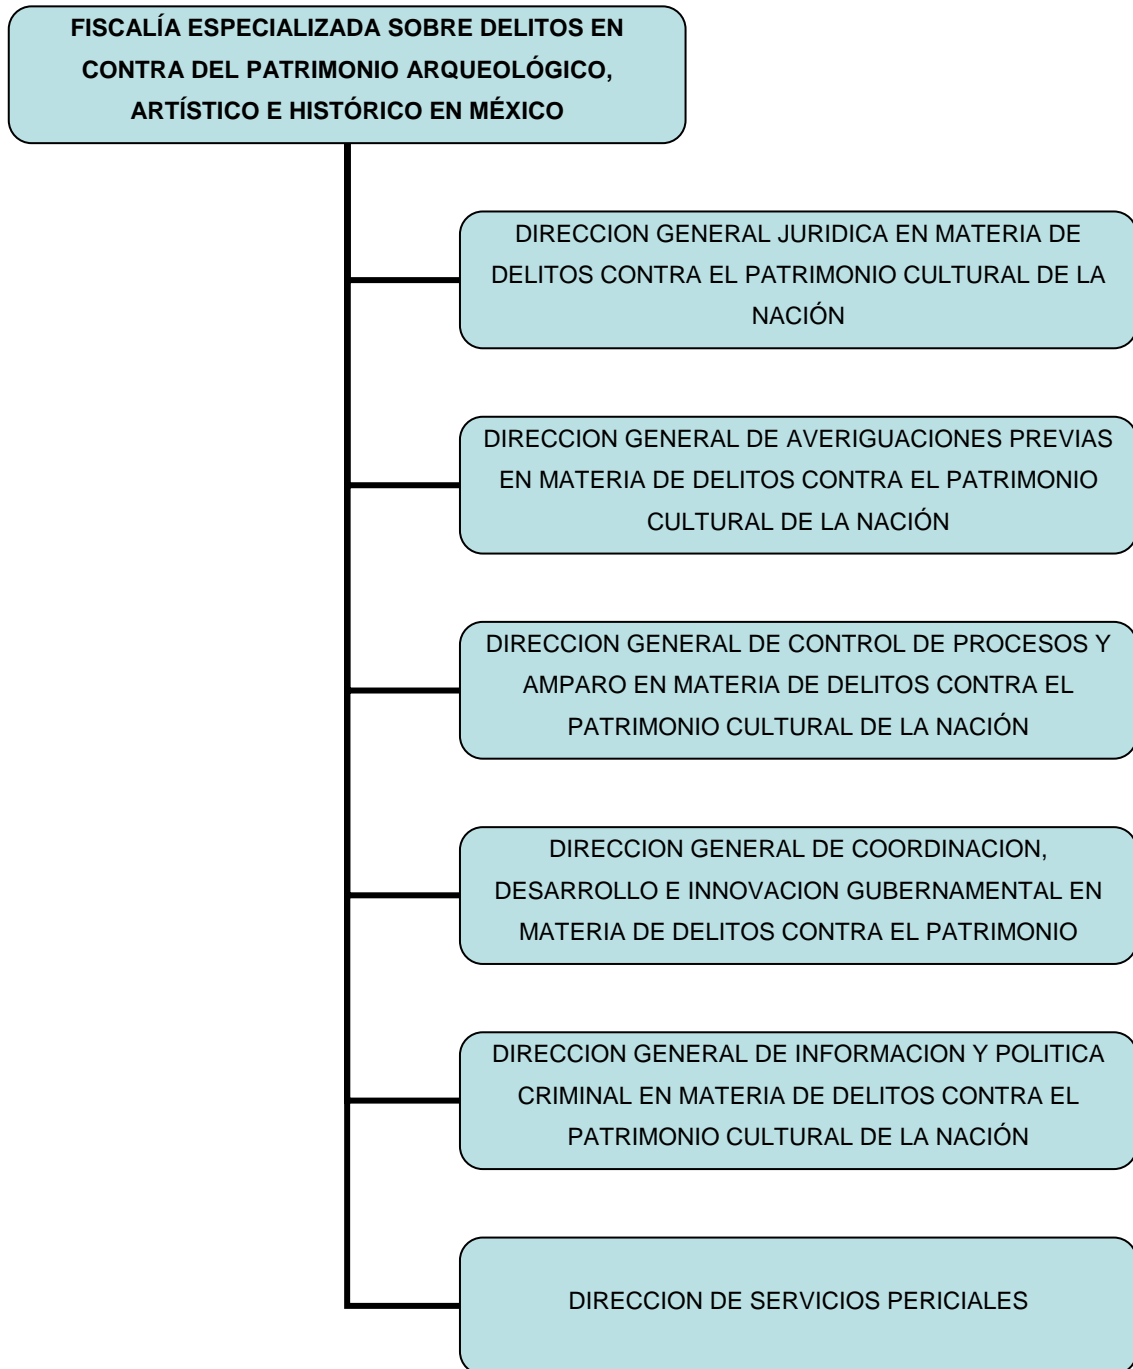 FISCALÍA ESPECIALIZADA SOBRE DELITOS EN
CONTRA DEL PATRIMONIO ARQUEOLÓGICO,
ARTÍSTICO E HISTÓRICO EN MÉXICO
DIRECCION GENERAL JURIDICA EN MATERIA DE
DELITOS CONTRA EL PATRIMONIO CULTURAL DE LA
NACIÓN
DIRECCION GENERAL DE AVERIGUACIONES PREVIAS
EN MATERIA DE DELITOS CONTRA EL PATRIMONIO
CULTURAL DE LA NACIÓN
DIRECCION GENERAL DE CONTROL DE PROCESOS Y
AMPARO EN MATERIA DE DELITOS CONTRA EL
PATRIMONIO CULTURAL DE LA NACIÓN
DIRECCION GENERAL DE COORDINACION,
DESARROLLO E INNOVACION GUBERNAMENTAL EN
MATERIA DE DELITOS CONTRA EL PATRIMONIO
DIRECCION GENERAL DE INFORMACION Y POLITICA
CRIMINAL EN MATERIA DE DELITOS CONTRA EL
PATRIMONIO CULTURAL DE LA NACIÓN
DIRECCION DE SERVICIOS PERICIALES